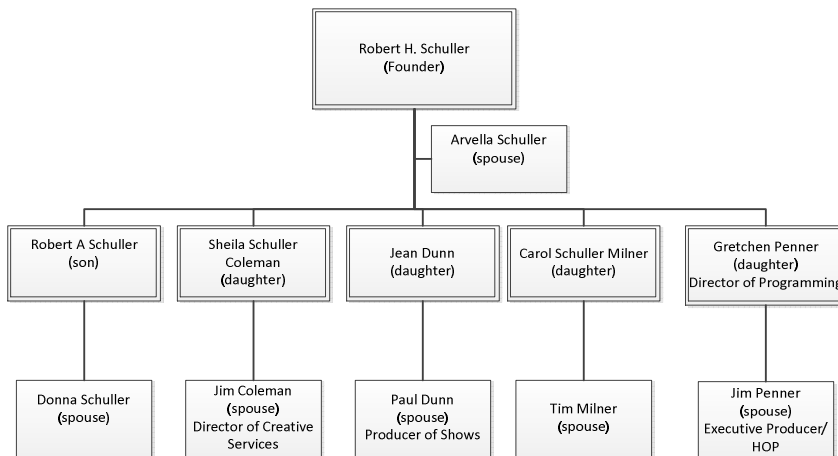 Robert H. Schuller
(Founder)
Arvella Schuller
(spouse)
Robert A Schuller
(son)
Sheila Schuller
Coleman
(daughter)
Jean Dunn
(daughter)
Carol Schuller Milner
(daughter)
Gretchen Penner
(daughter)
Director of Programming
Donna Schuller
(spouse)
Jim Coleman
(spouse)
Director of Creative
Services
Paul Dunn
(spouse)
Producer of Shows
Tim Milner
(spouse)
Jim Penner
(spouse)
Executive Producer/
HOP